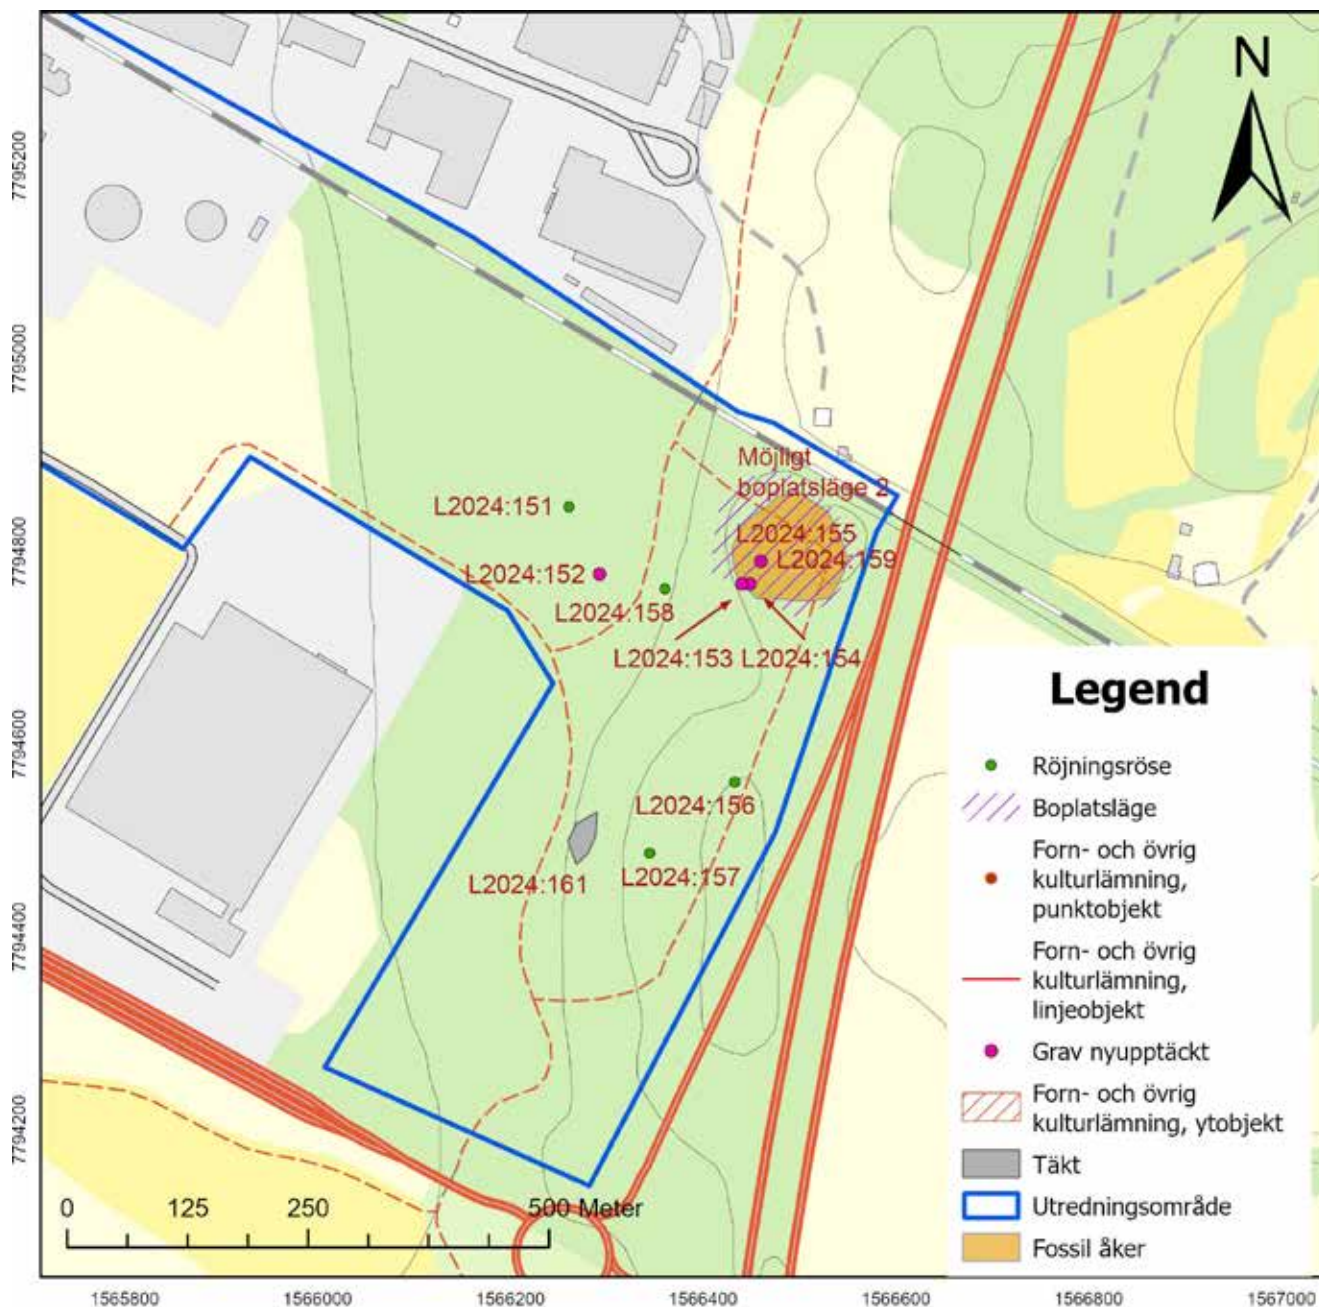 N
7795200
7795000
7794800
7794600
7794400
7794200
Möjligt
boplatsläge 2
L2024:151
L2024:155
L2024:159
L2024:152
L2024:158
L2024:153
L2024:154
L2024:156
L2024:157
L2024:161
Legend
Röjningsröse
Boplatsläge
Forn- och övrig
kulturlämning,
punktobjekt
Forn- och övrig
kulturlämning,
linjeobjekt
Grav nyupptäckt
Forn- och övrig
kulturlämning, ytobjekt
Täkt
Utredningsområde
Fossil åker
0 125 250 500 Meter
1565800 1566000 1566200 1566400 1566600 1566800 1567000